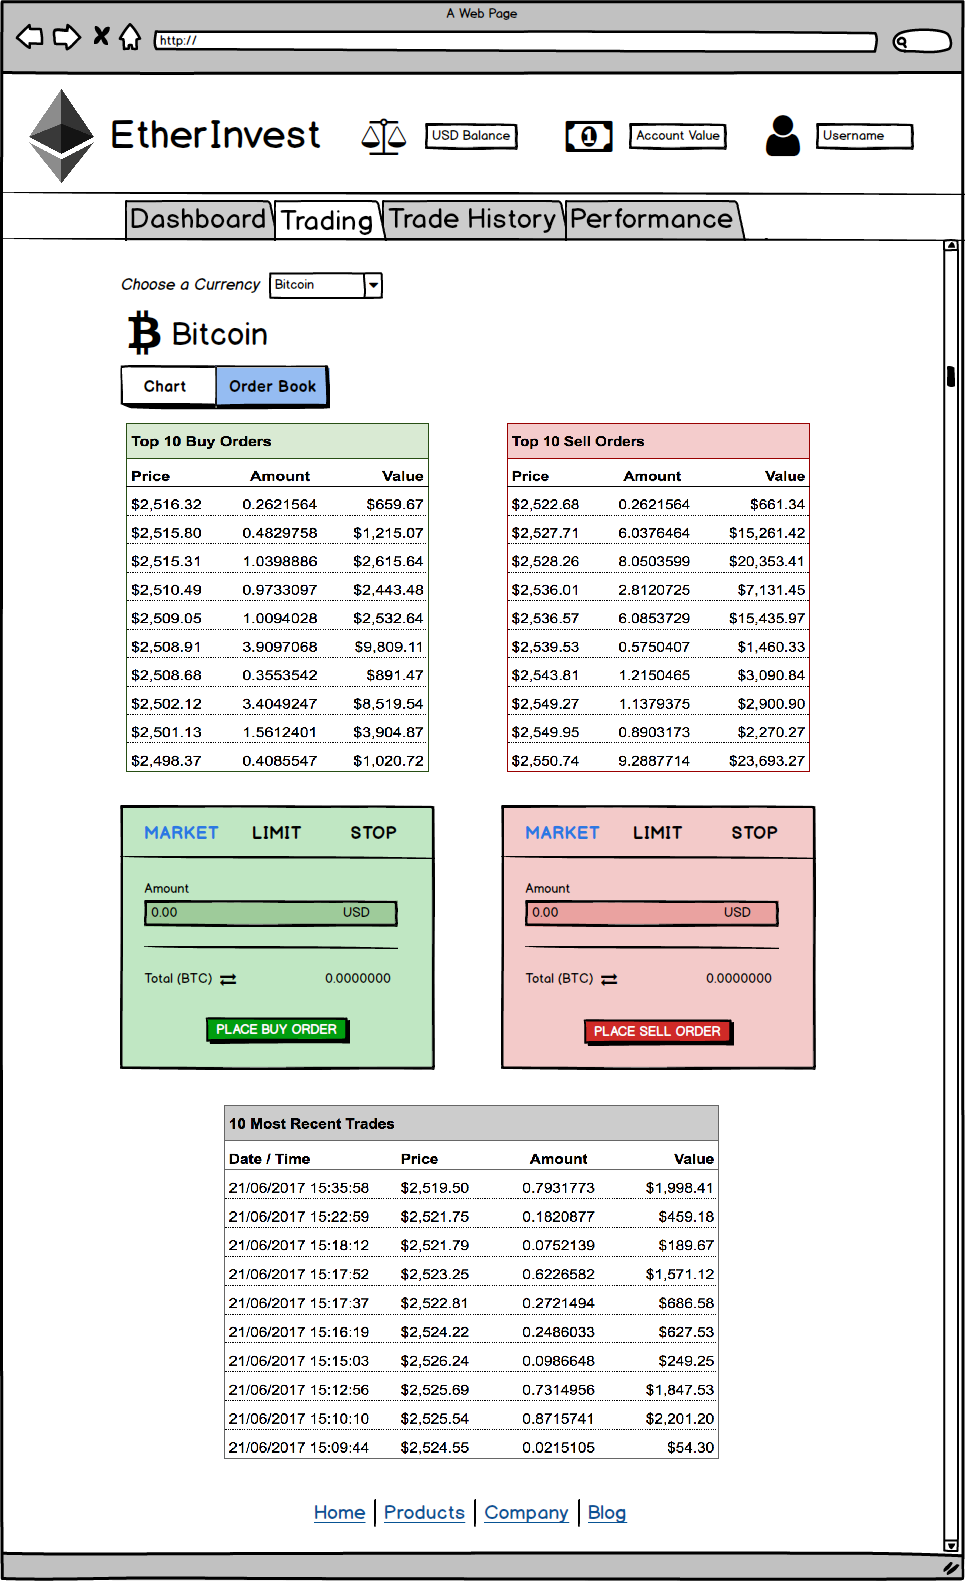 A Web Page
http://
EtherInvest
USD Balance
Account Value
Username
Dashboard Trading Trade History Performance
Choose a Currency Bitcoin
Bitcoin
Chart Order Book
Top 10 Buy Orders
Price Amount Value
$2,516.32 0.2621564 $659.67
$2,515.80 0.4829758 $1,215.07
$2,515.31 1.0398886 $2,615.64
$2,510.49 0.9733097 $2,443.48
$2,509.05 1.0094028 $2,532.64
$2,508.91 3.9097068 $9,809.11
$2,508.68 0.3553542 $891.47
$2,502.12 3.4049247 $8,519.54
$2,501.13 1.5612401 $3,904.87
$2,498.37 0.4085547 $1,020.72
Top 10 Sell Orders
Price Amount Value
$2,522.68 0.2621564 $661.34
$2,527.71 6.0376464 $15,261.42
$2,528.26 8.0503599 $20,353.41
$2,536.01 2.8120725 $7,131.45
$2,536.57 6.0853729 $15,435.97
$2,539.53 0.5750407 $1,460.33
$2,543.81 1.2150465 $3,090.84
$2,549.27 1.1379375 $2,900.90
$2,549.95 0.8903173 $2,270.27
$2,550.74 9.2887714 $23,693.27
MARKET LIMIT STOP
Amount
0.00 USD
Total (BTC) 0.0000000
PLACE BUY ORDER
MARKET LIMIT STOP
Amount
0.00 USD
Total (BTC) 0.0000000
PLACE SELL ORDER
10 Most Recent Trades
Date / Time Price Amount Value
21/06/2017 15:35:58 $2,519.50 0.7931773 $1,998.41
21/06/2017 15:22:59 $2,521.75 0.1820877 $459.18
21/06/2017 15:18:12 $2,521.79 0.0752139 $189.67
21/06/2017 15:17:52 $2,523.25 0.6226582 $1,571.12
21/06/2017 15:17:37 $2,522.81 0.2721494 $686.58
21/06/2017 15:16:19 $2,524.22 0.2486033 $627.53
21/06/2017 15:15:03 $2,526.24 0.0986648 $249.25
21/06/2017 15:12:56 $2,525.69 0.7314956 $1,847.53
21/06/2017 15:10:10 $2,525.54 0.8715741 $2,201.20
21/06/2017 15:09:44 $2,524.55 0.0215105 $54.30
Home | Products | Company | Blog